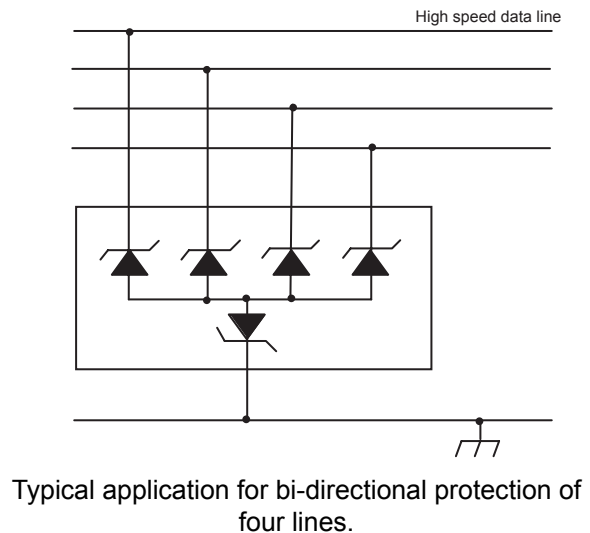 High speed data line
Typical application for bi-directional protection of
four lines.